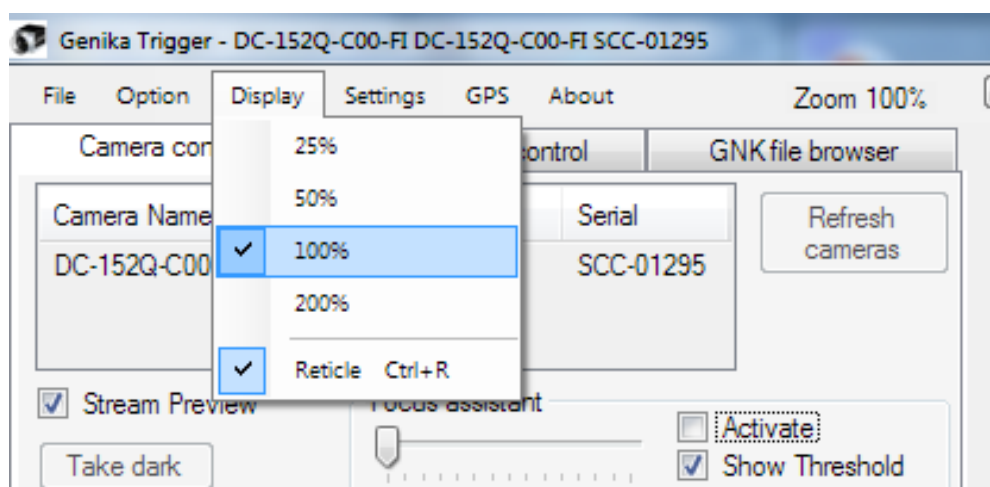 Genika Trigger - DC-152Q-C00-FI DC-152Q-C00-FI SCC-01295
File Option Display Settings GPS About Zoom 100%
Camera con
ontrol
GNK file browser
25%
50%
100%
200%
Reticle Ctrl+R
Camera Name
Serial
DC-152Q-C00
SCC-01295
Refresh
cameras
Stream Preview
Focus assistant
Activate
Show Threshold
Take dark